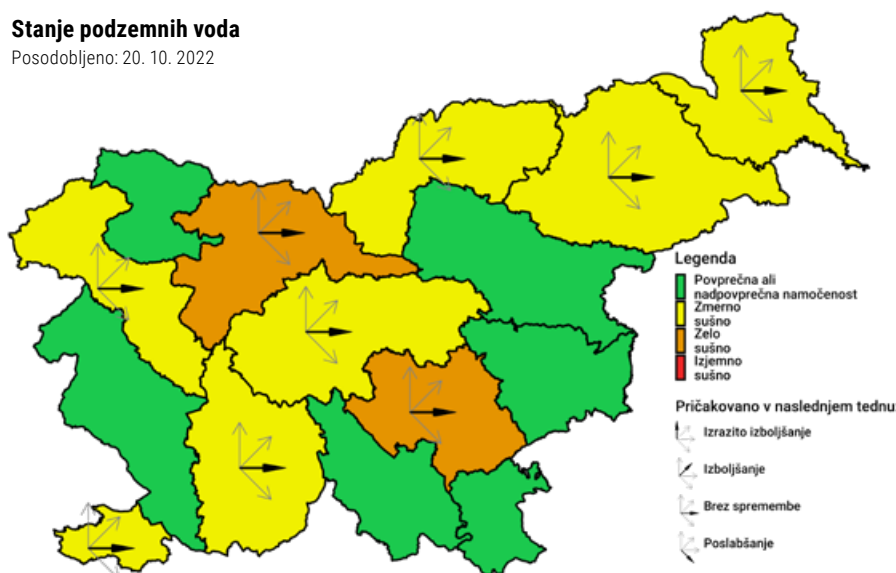 Stanje podzemnih voda
Posodobljeno: 20. 10. 2022
Legenda
Povprečna ali
nadpovprečna namočenost
Zmerno
sušno
Zelo
sušno
Izjemno
sušno
Pričakovano v naslednjem tednu
Izrazito izboljšanje
Izboljšanje
Brez spremembe
Poslabšanje